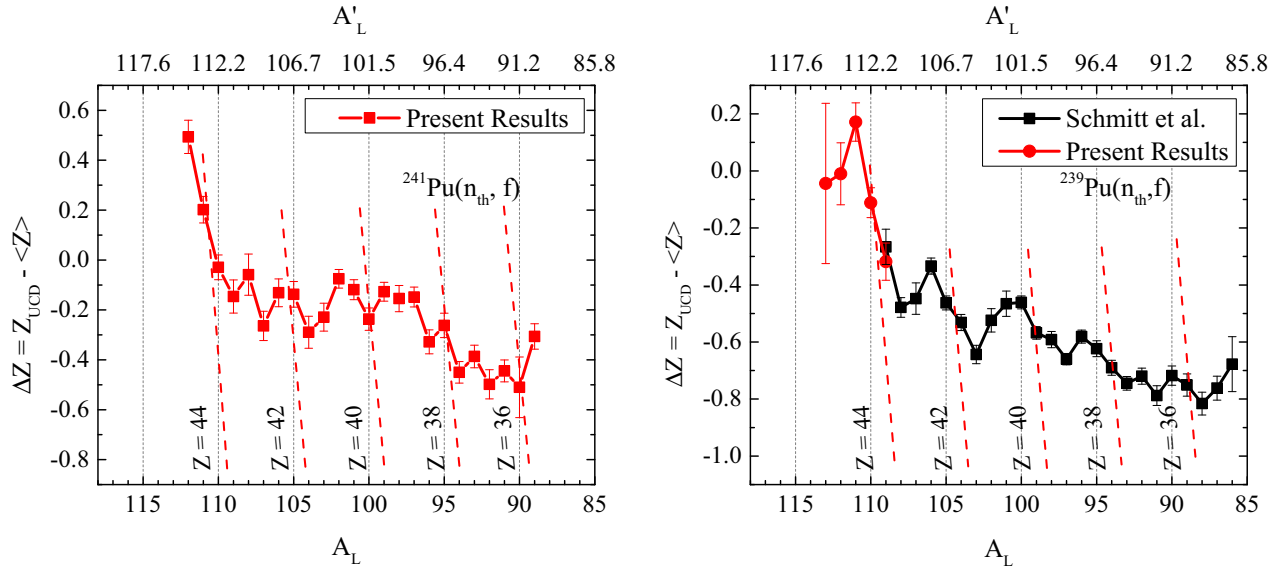 A'L
117.6 112.2 106.7 101.5 96.4 91.2 85.8
0.6
0.4
0.2
0.0
-0.2
-0.4
-0.6
-0.8
ΔZ = ZUCD - <Z>
Present Results
241Pu(nth, f)
Z = 44
Z = 42
Z = 40
Z = 38
Z = 36
115 110 105 100 95 90 85
AL
A'L
117.6 112.2 106.7 101.5 96.4 91.2 85.8
0.2
0.0
-0.2
-0.4
-0.6
-0.8
-1.0
ΔZ = ZUCD - <Z>
Schmitt et al.
Present Results
239Pu(nth,f)
Z = 44
Z = 42
Z = 40
Z = 38
Z = 36
115 110 105 100 95 90 85
AL